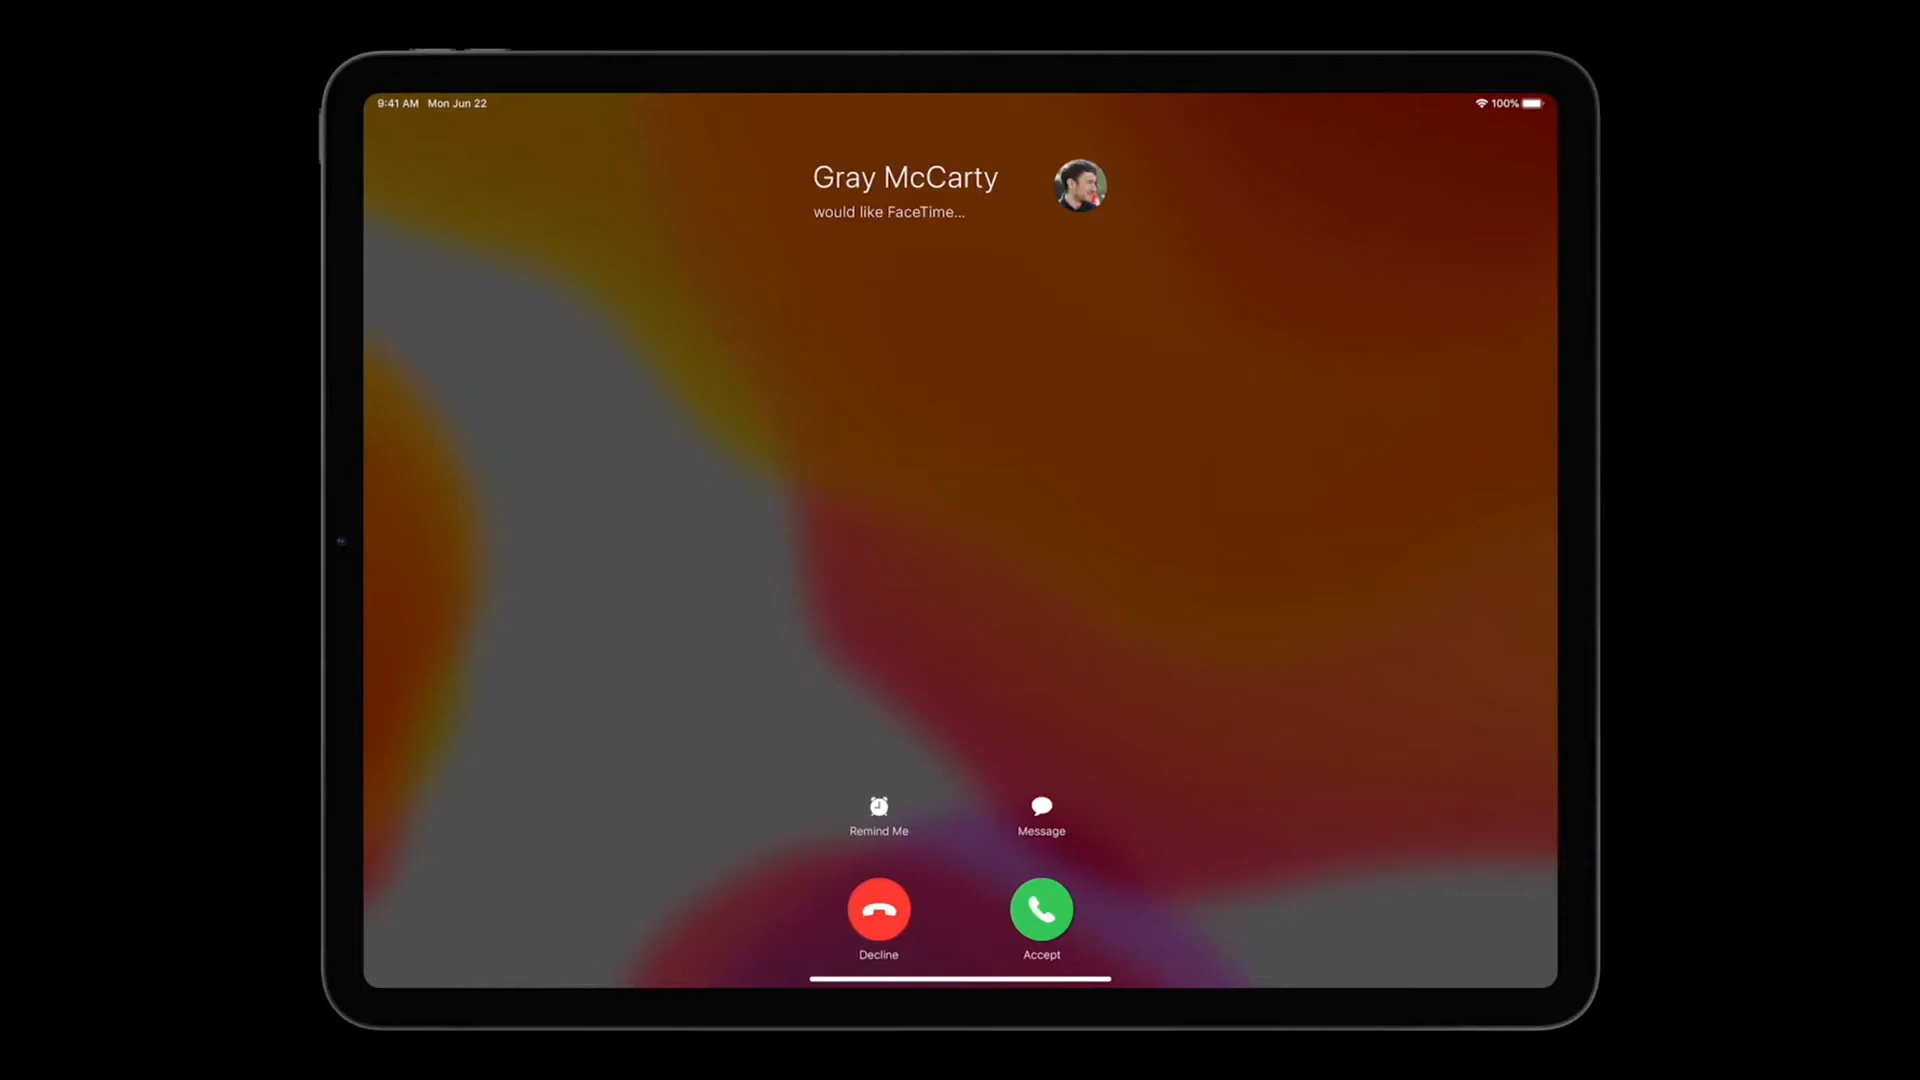 9:41 AM Mon Jun 22
100%
Gray McCarty
would like FaceTime...
Remind Me
Message
Decline
Accept